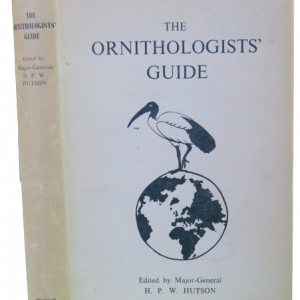 THE
ORNITHOLOGISTS'
GUIDE
Edited by
Major-General
H. P. W.
HUTSON
THE
ORNITHOLOGISTS'
GUIDE
Edited by Major-General
H. P. W. HUTSON